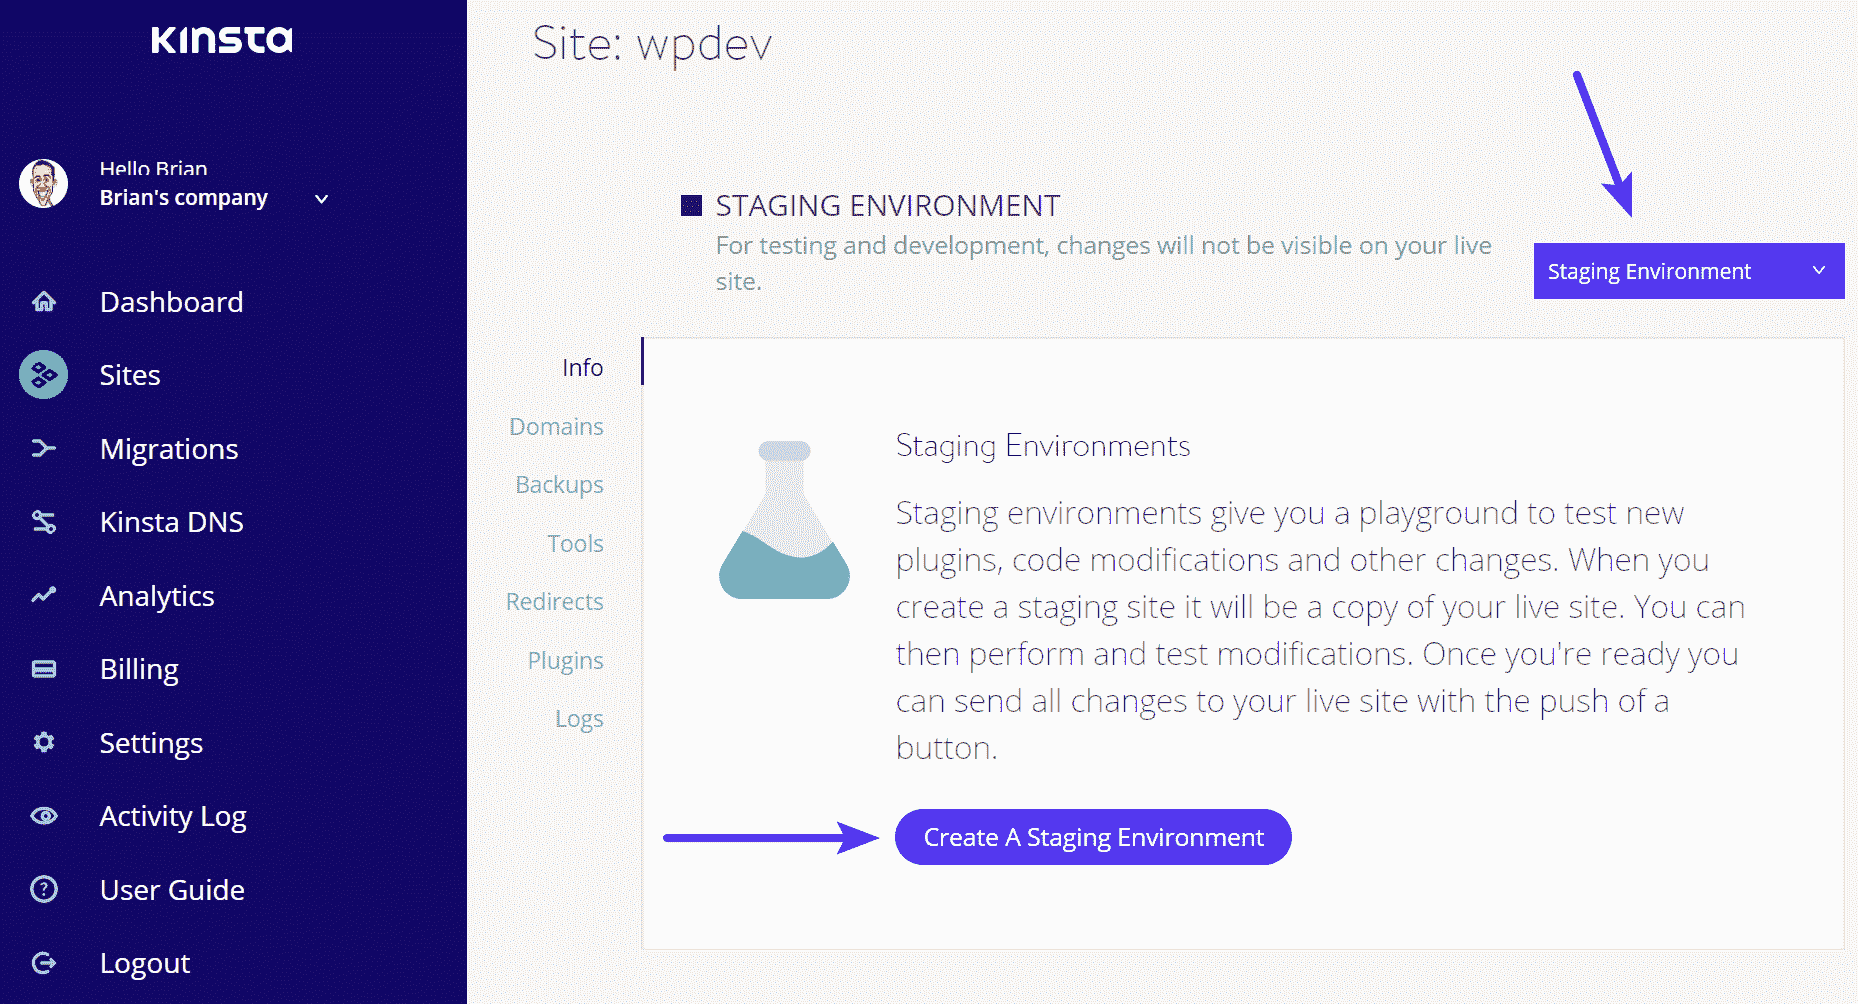 KINSTA
Hello Brian
Brian's company
Dashboard
Sites
Migrations
Kinsta DNS
Analytics
Billing
Settings
Activity Log
User Guide
Logout
Site: wpdev
STAGING ENVIRONMENT
For testing and development, changes will not be visible on your live
site.
Staging Environment
Info
Domains
Backups
Tools
Redirects
Plugins
Logs
Staging Environments
Staging environments give you a playground to test new
plugins, code modifications and other changes. When you
create a staging site it will be a copy of your live site. You can
then perform and test modifications. Once you're ready you
can send all changes to your live site with the push of a
button.
Create A Staging Environment